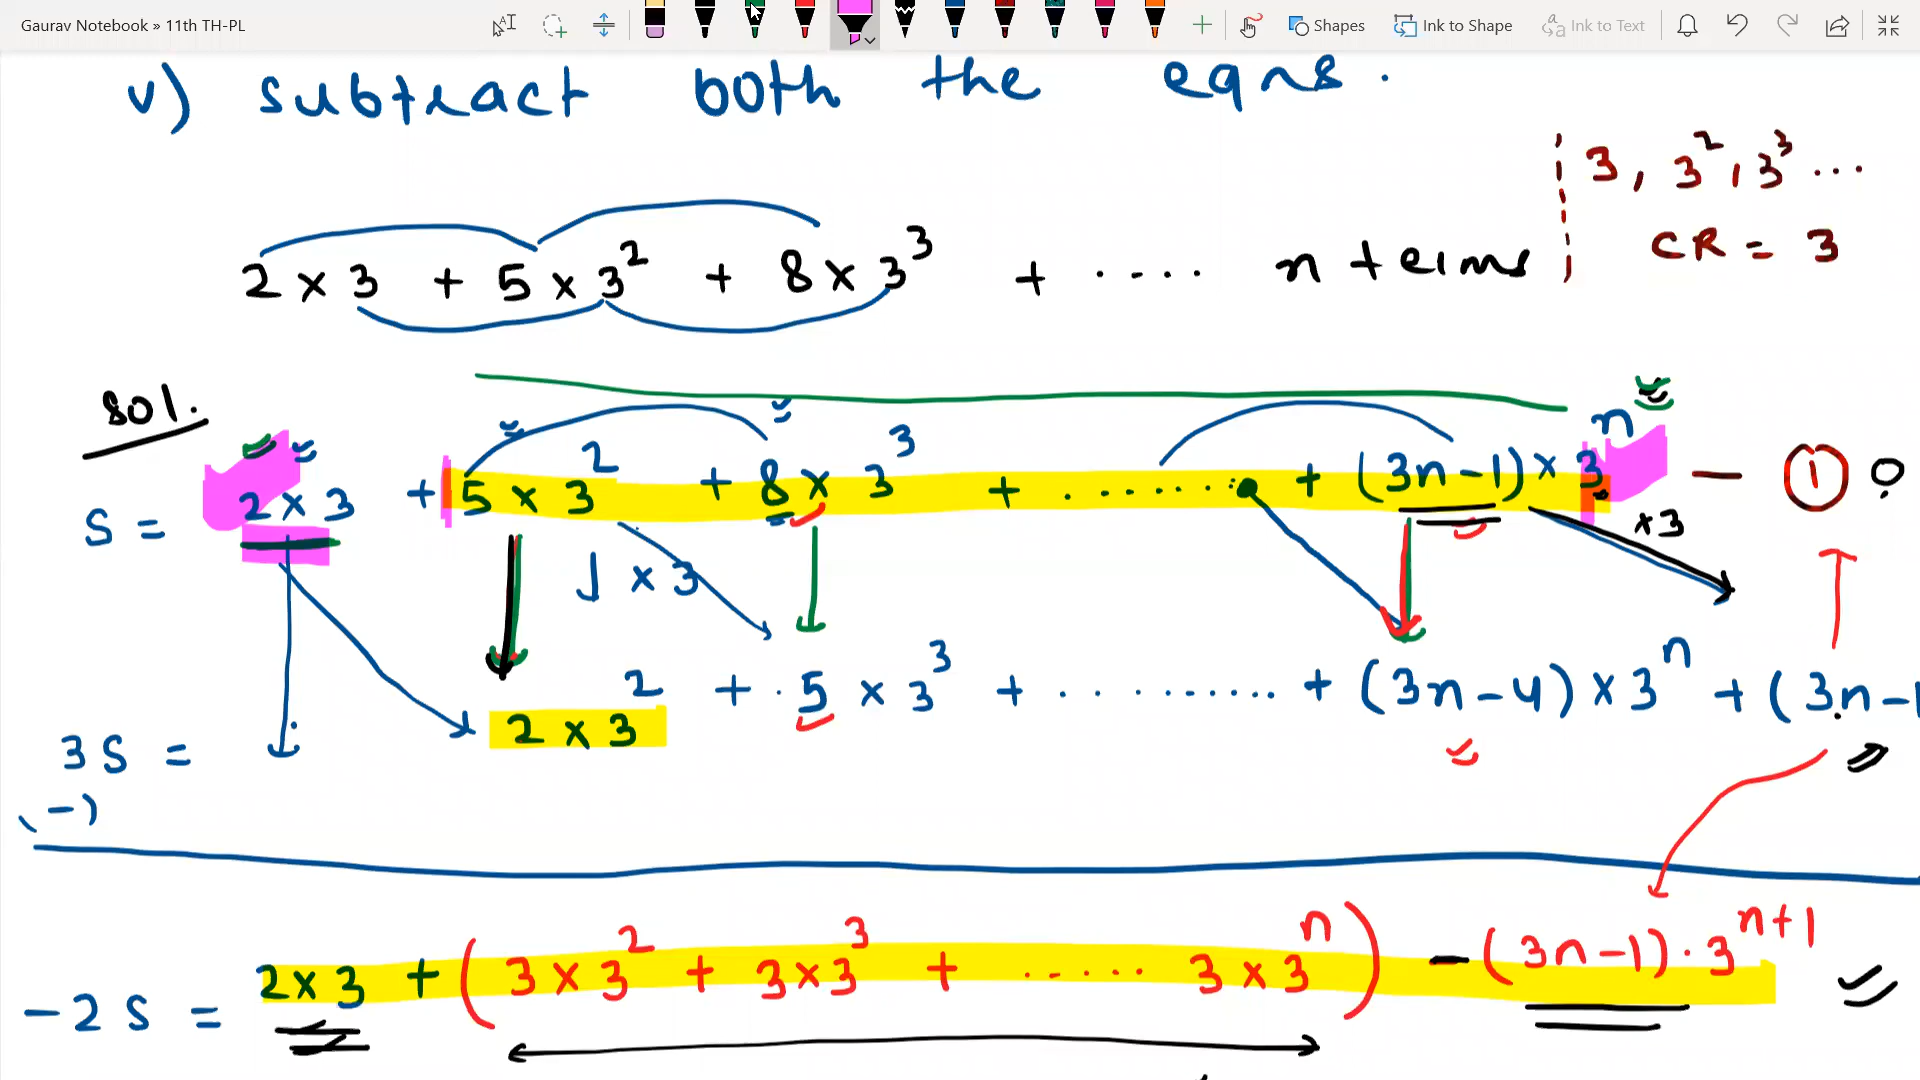 Gaurav Notebook » 11th TH-PL
Shapes
Ink to Shape
Ink to Text
v) subtract both the eqns.
2 × 3 + 5 × 3² + 8 × 3³ + .... n terms
3, 3², 3³ ...
CR = 3
sol.
S = 2 × 3 + 5 × 3² + 8 × 3³ + ....... + (3n-1) × 3ⁿ — ①
× 3
×3
3S = 2 × 3² + 5 × 3³ + .......... + (3n-4) × 3ⁿ + (3n-1
(-)
-2S = 2×3 + (3×3² + 3×3³ + ...... 3×3ⁿ) - (3n-1)·3ⁿ⁺¹